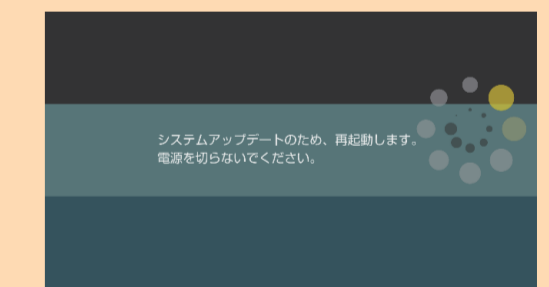 システムアップデートのため、再起動します。
電源を切らないでください。